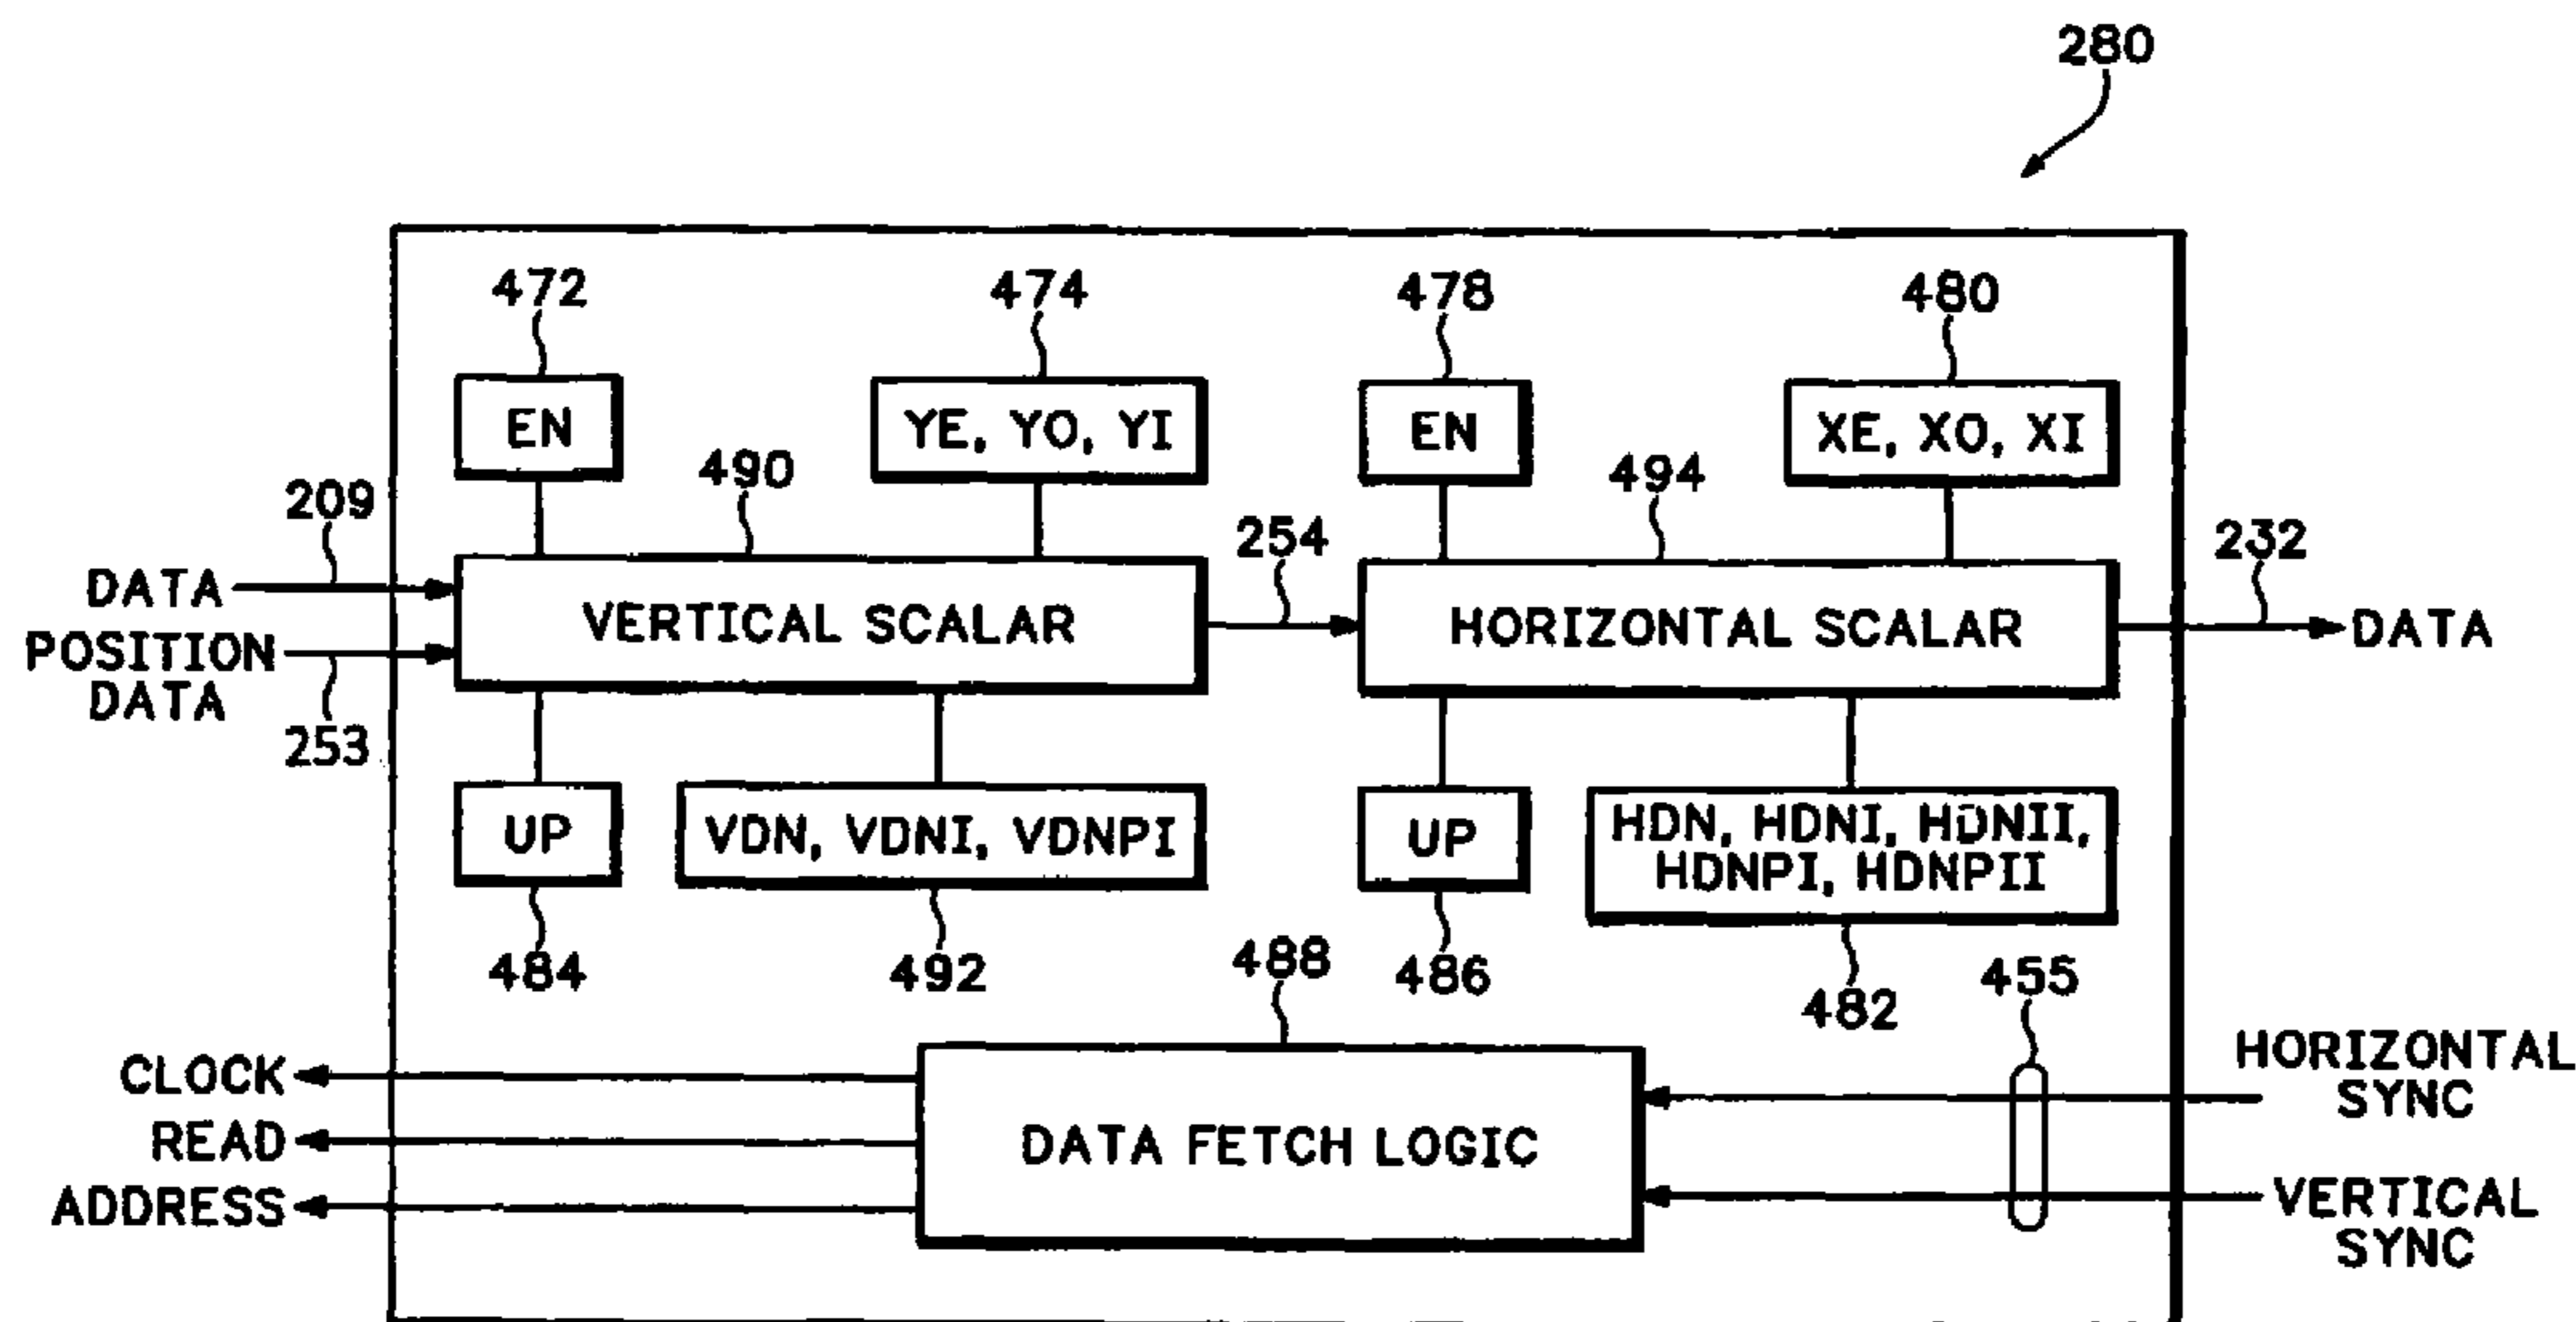 280
472
474
478
480
EN
YE, YO, YI
EN
XE, XO, XI
490
494
209
254
232
DATA
VERTICAL SCALAR
HORIZONTAL SCALAR
DATA
POSITION
DATA
253
UP
VDN, VDNI, VDNPI
UP
HDN, HDNI, HDNII,
HDNPI, HDNPII
484
492
488
486
482
455
CLOCK
READ
ADDRESS
DATA FETCH LOGIC
HORIZONTAL
SYNC
VERTICAL
SYNC